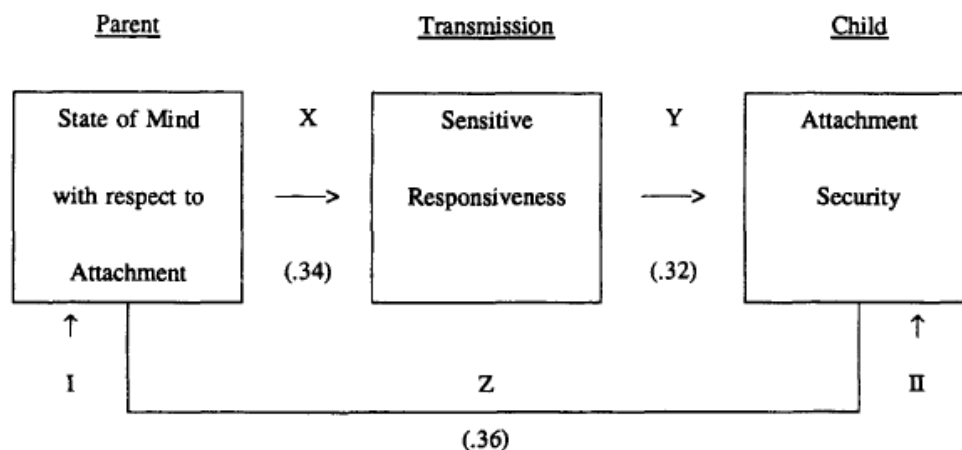 Parent Transmission Child
State of Mind X Sensitive Y Attachment
with respect to Responsiveness Security
Attachment (.34) (.32)
I Z II
(.36)